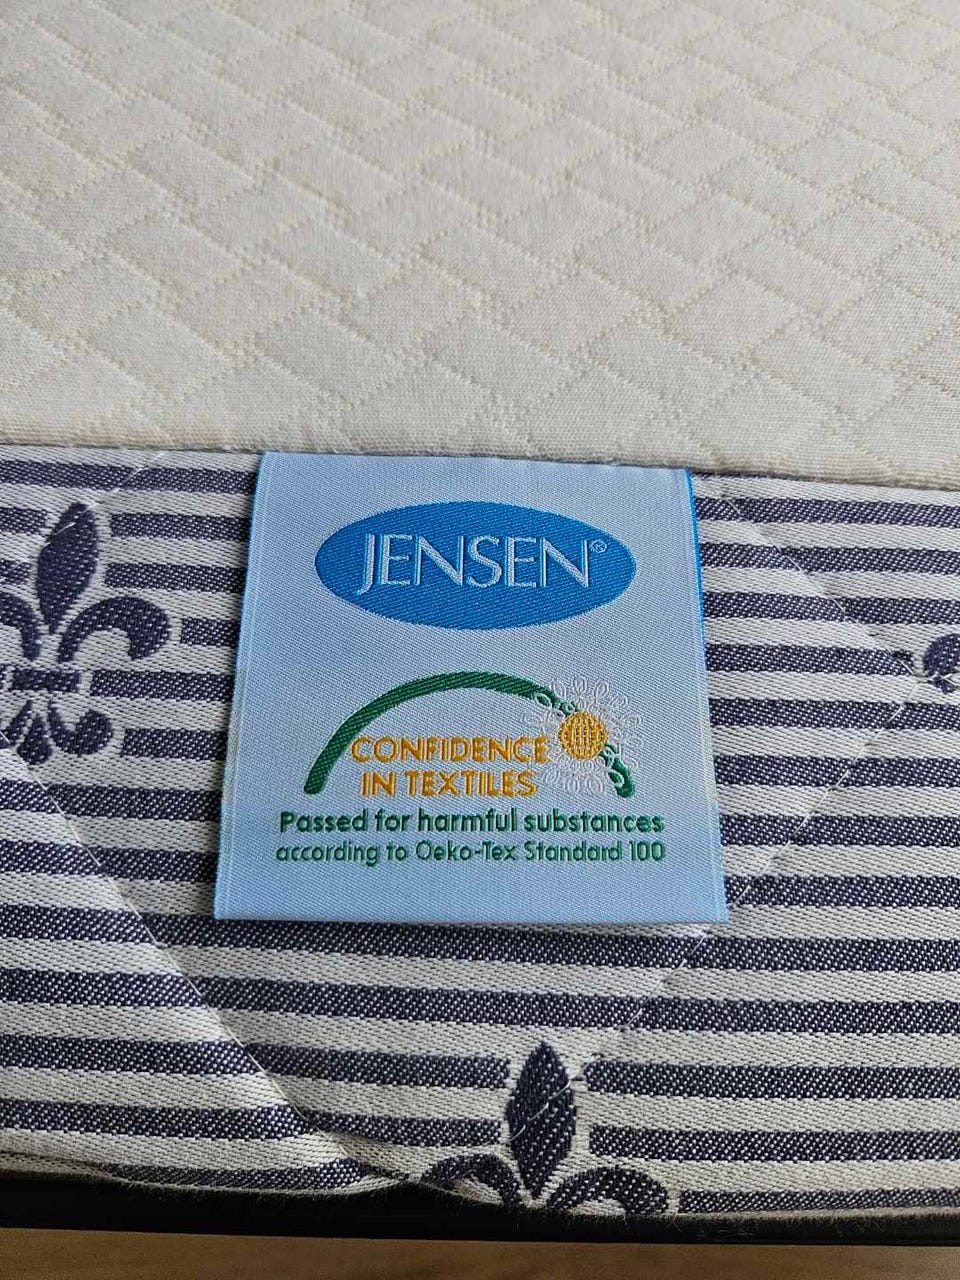 JENSEN®
CONFIDENCE
IN TEXTILES
Passed for harmful substances
according to Oeko-Tex Standard 100